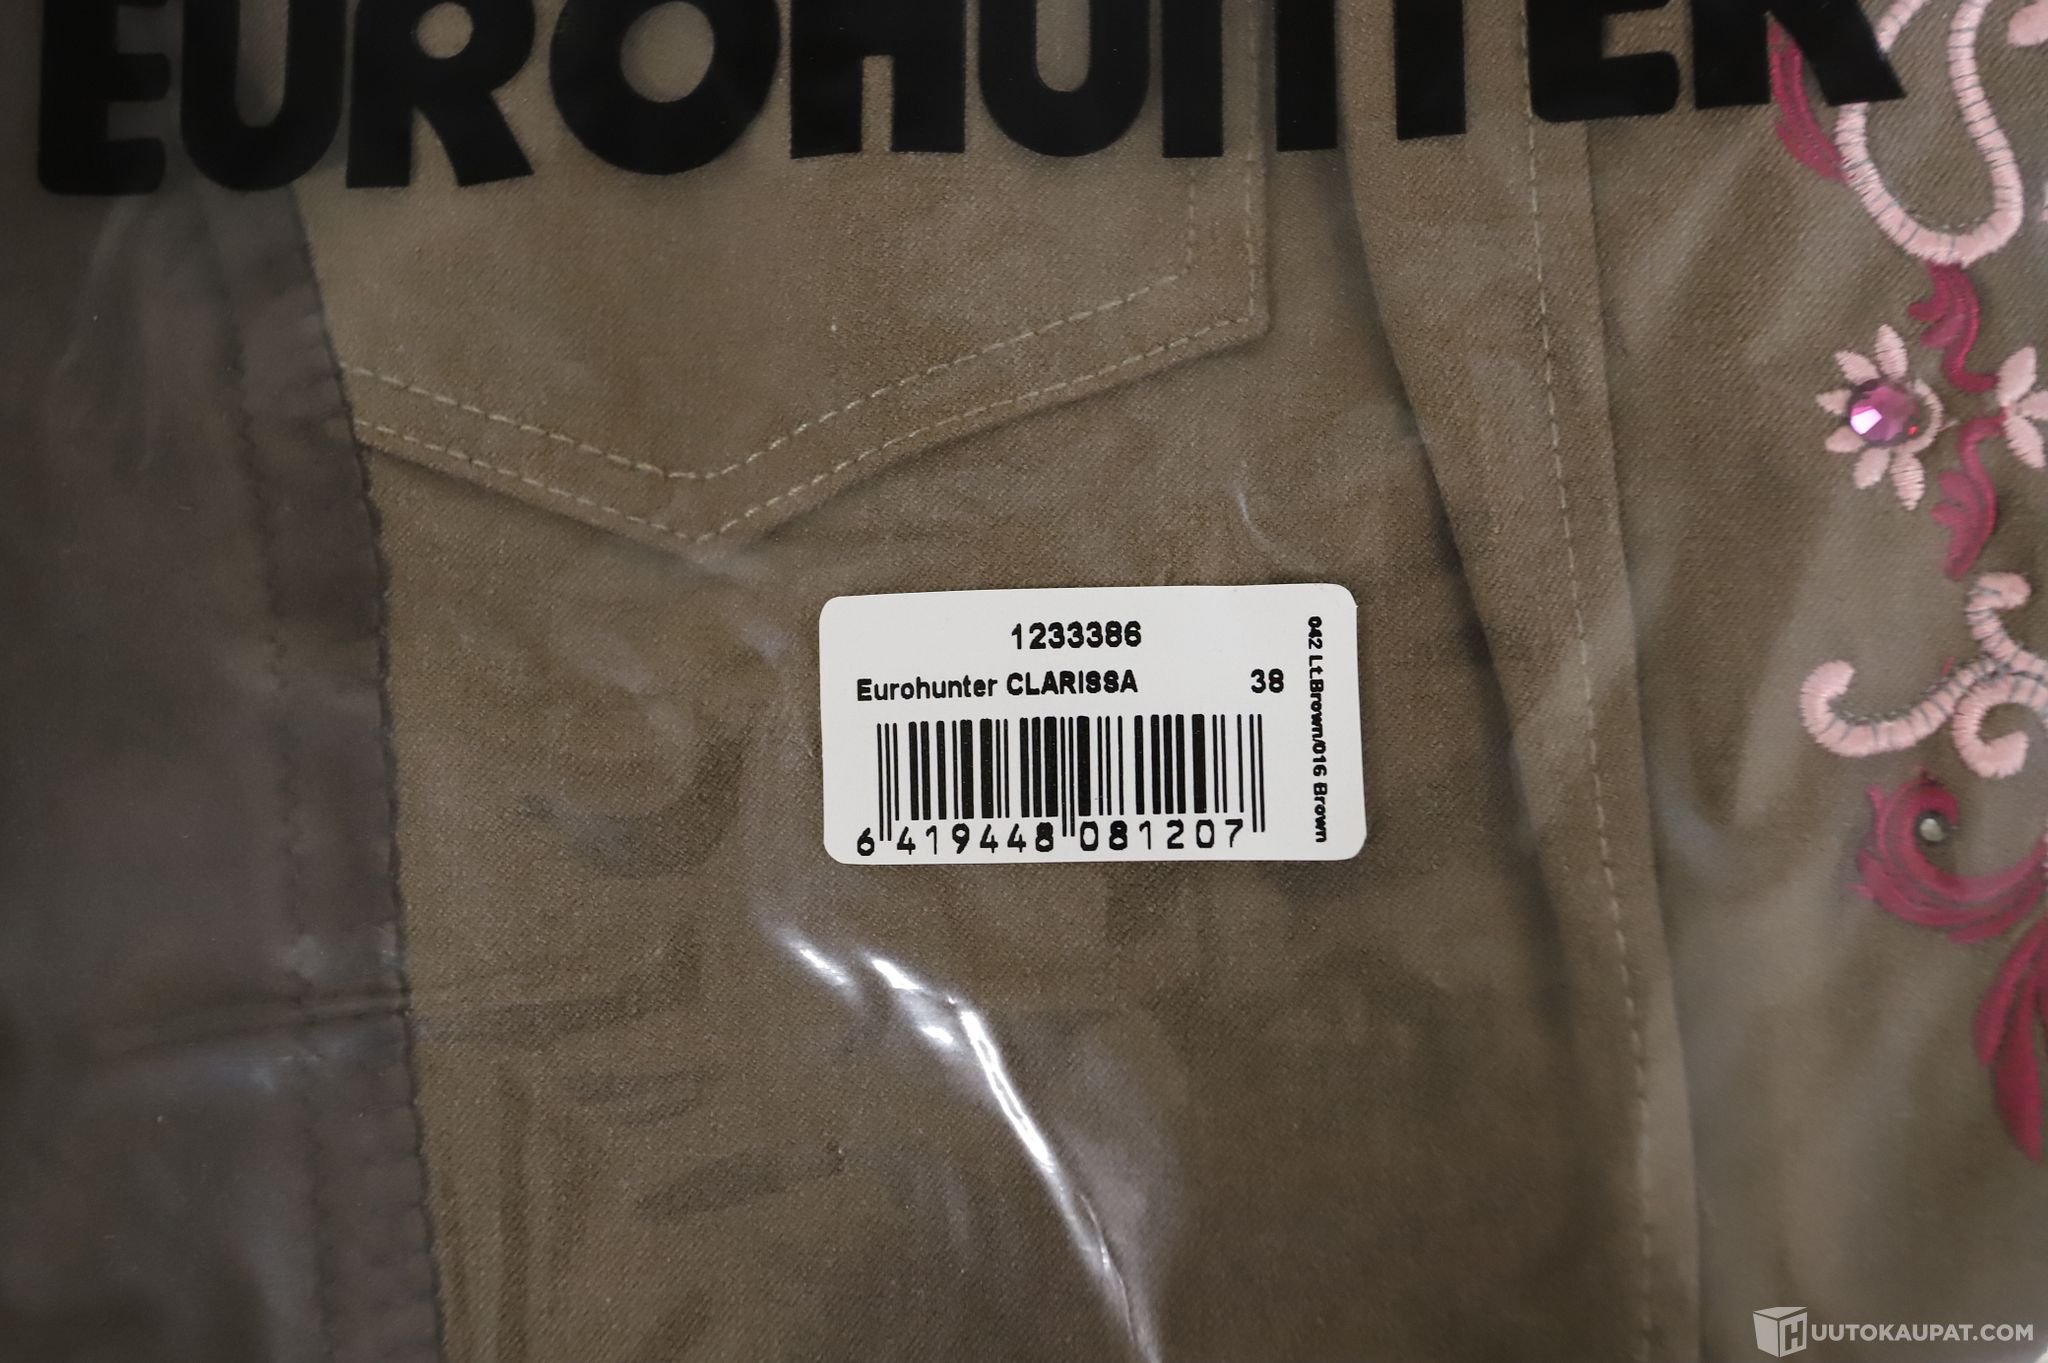 EUROHUNTER
1233386
Eurohunter CLARISSA 38
042 Lt.Brown/016 Brown
6 419448 081207
HUUTOKAUPAT.COM